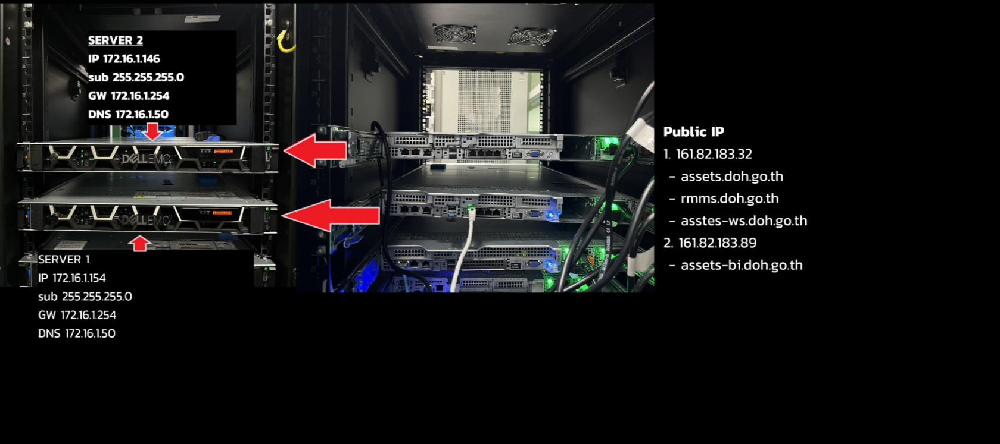 SERVER 2
IP 172.16.1.146
sub 255.255.255.0
GW 172.16.1.254
DNS 172.16.1.50
DELLEMC
DELLEMC
SERVER 1
IP 172.16.1.154
sub 255.255.255.0
GW 172.16.1.254
DNS 172.16.1.50
Public IP
1. 161.82.183.32
- assets.doh.go.th
- rmms.doh.go.th
- asstes-ws.doh.go.th
2. 161.82.183.89
- assets-bi.doh.go.th